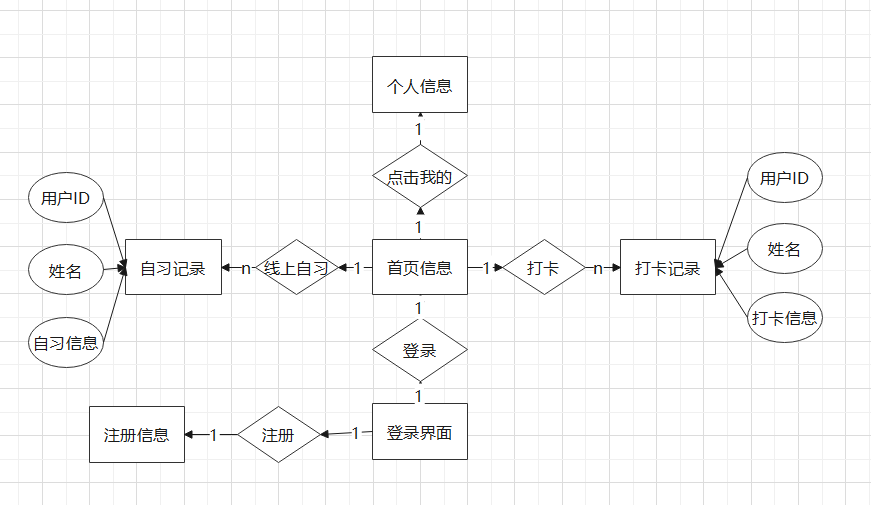 个人信息
1
点击我的
1
用户ID
姓名
自习信息
自习记录
n
线上自习
1
首页信息
1
打卡
n
打卡记录
用户ID
姓名
打卡信息
1
登录
1
登录界面
1
注册
1
注册信息